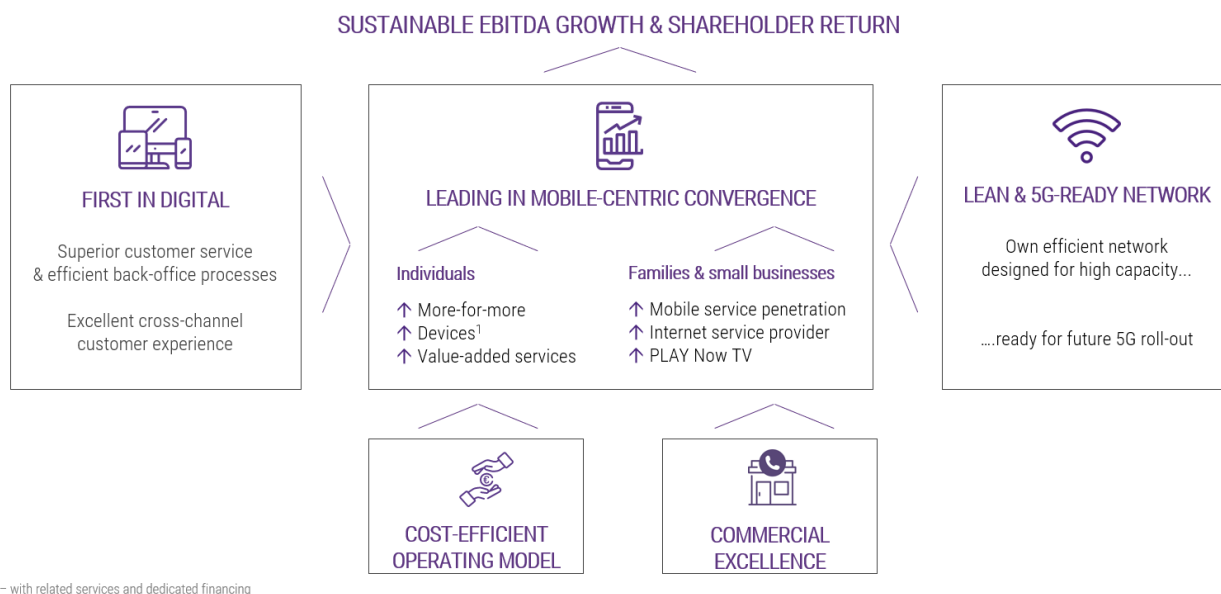 SUSTAINABLE EBITDA GROWTH & SHAREHOLDER RETURN
FIRST IN DIGITAL
Superior customer service
& efficient back-office processes
Excellent cross-channel
customer experience
LEADING IN MOBILE-CENTRIC CONVERGENCE
Individuals
↑ More-for-more
↑ Devices¹
↑ Value-added services
Families & small businesses
↑ Mobile service penetration
↑ Internet service provider
↑ PLAY Now TV
LEAN & 5G-READY NETWORK
Own efficient network
designed for high capacity...
....ready for future 5G roll-out
€
COST-EFFICIENT
OPERATING MODEL
COMMERCIAL
EXCELLENCE
– with related services and dedicated financing